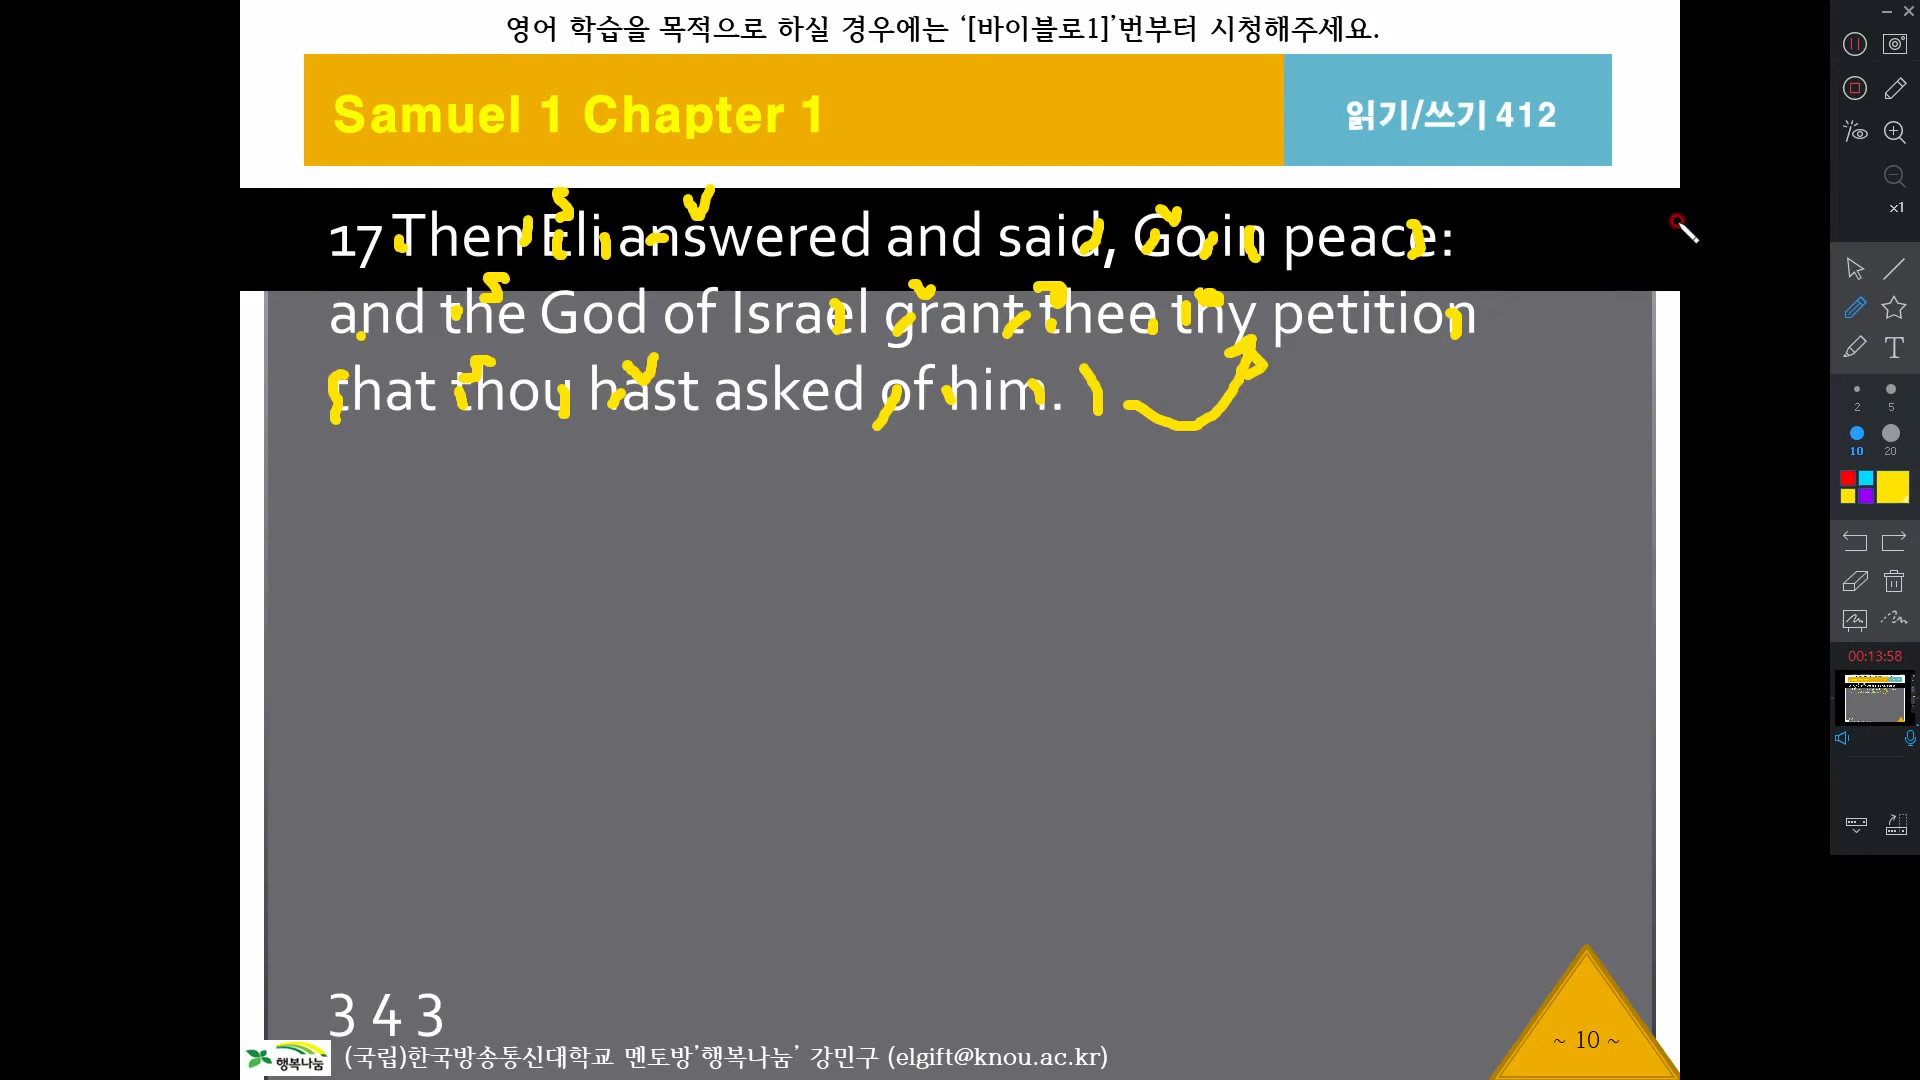 영어 학습을 목적으로 하실 경우에는 '[바이블로1]'번부터 시청해주세요.
Samuel 1 Chapter 1
읽기/쓰기 412
17 Then Eli answered and said, Go in peace:
and the God of Israel grant thee thy petition
that thou hast asked of him.
3 4 3
행복나눔
(국립)한국방송통신대학교 멘토방'행복나눔' 강민구 (elgift@knou.ac.kr)
~ 10 ~
x1
T
2 5
10 20
00:13:58